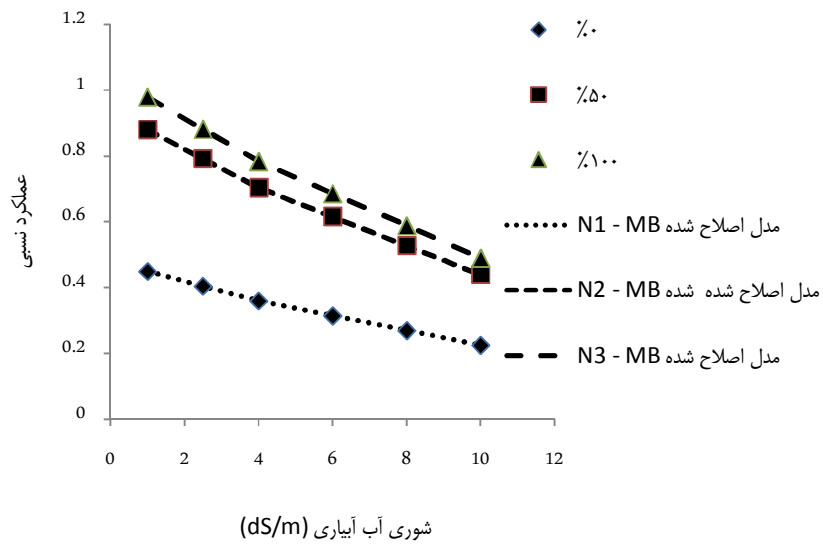 1.2
1
0.8
0.6
0.4
0.2
0
0 2 4 6 8 10 12
عملکرد نسبی
شوری آب آبیاری (dS/m)
٪۰
٪۵۰
٪۱۰۰
مدل اصلاح شده N1 - MB
مدل اصلاح شده شده N2 - MB
مدل اصلاح شده N3 - MB